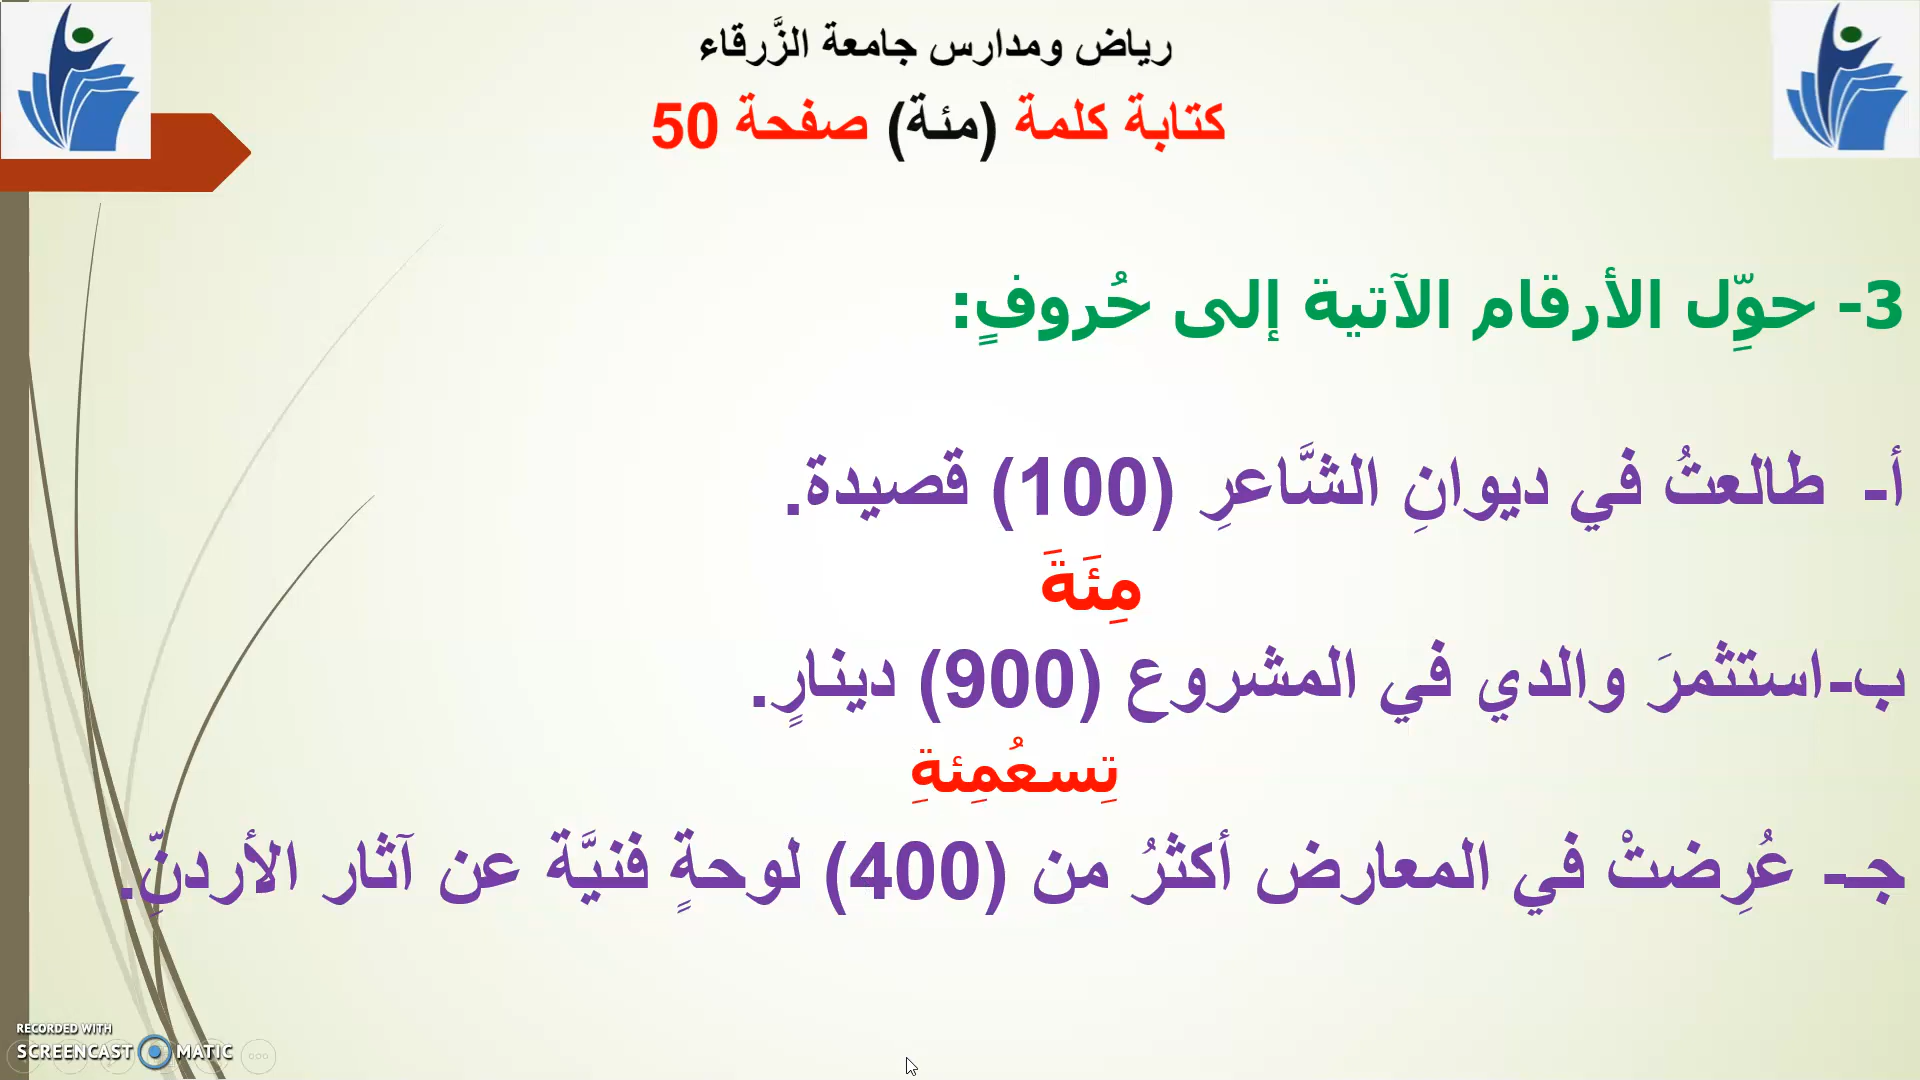 رياض ومدارس جامعة الزَّرقاء
كتابة كلمة (مئة) صفحة 50
3- حوِّل الأرقام الآتية إلى حُروفٍ:
أ- طالعتُ في ديوانِ الشَّاعرِ (100) قصيدة.
مِئَةَ
ب-استثمرَ والدي في المشروع (900) دينارٍ.
تِسعُمِئةِ
جـ- عُرِضتْ في المعارض أكثرُ من (400) لوحةٍ فنيَّة عن آثار الأردنِّ.
RECORDED WITH
SCREENCAST MATIC